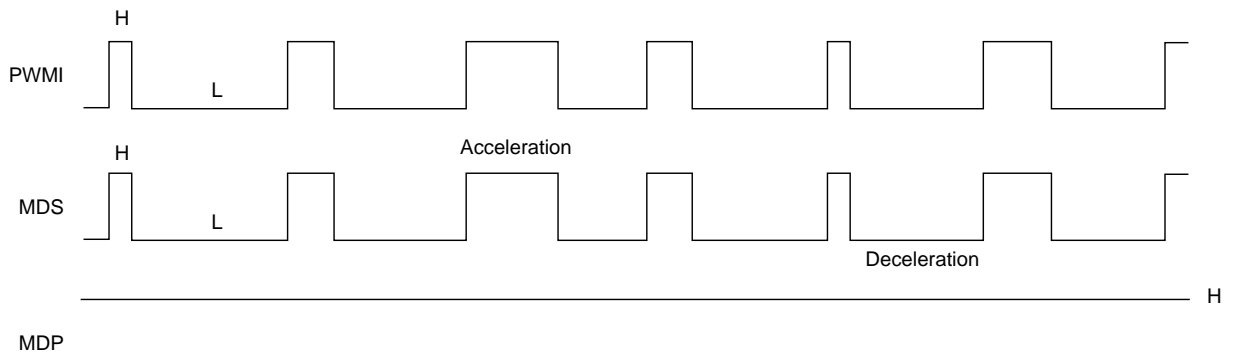 H
PWMI
L
Acceleration
H
MDS
L
Deceleration
H
MDP